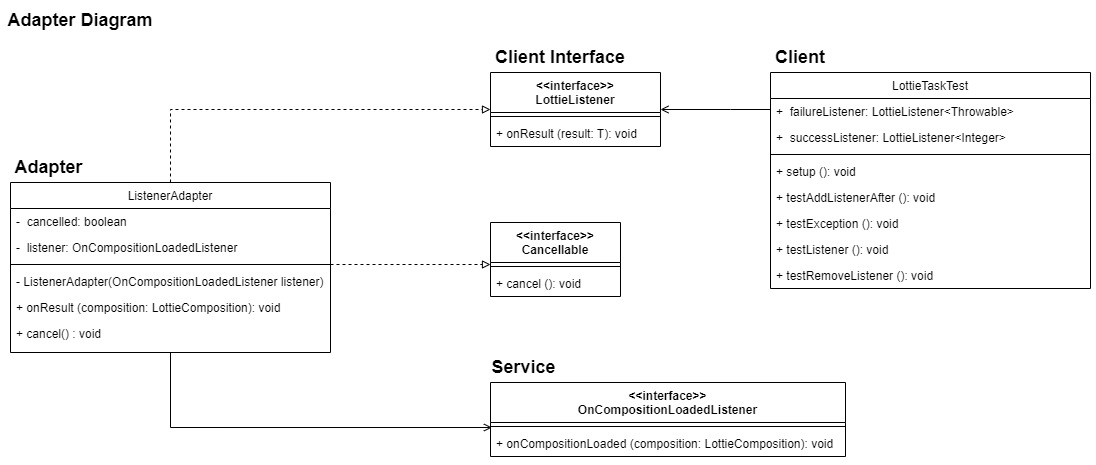 Adapter Diagram
Client Interface
<<interface>>
LottieListener
+ onResult (result: T): void
Client
LottieTaskTest
+  failureListener: LottieListener<Throwable>
+  successListener: LottieListener<Integer>
+ setup (): void
+ testAddListenerAfter (): void
+ testException (): void
+ testListener (): void
+ testRemoveListener (): void
Adapter
ListenerAdapter
-  cancelled: boolean
-  listener: OnCompositionLoadedListener
- ListenerAdapter(OnCompositionLoadedListener listener)
+ onResult (composition: LottieComposition): void
+ cancel() : void
<<interface>>
Cancellable
+ cancel (): void
Service
<<interface>>
OnCompositionLoadedListener
+ onCompositionLoaded (composition: LottieComposition): void